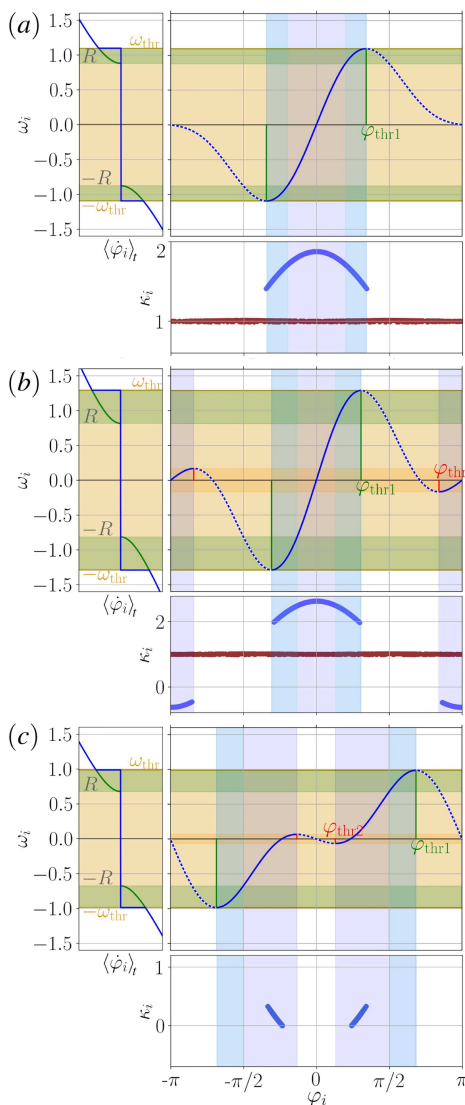 (a)
1.5
1.0
0.5
0.0
−0.5
−1.0
−1.5
ω_i
ω_thr
R
−R
−ω_thr
φ_thr1
⟨φ̇_i⟩_t
2
1
κ_i
(b)
1.5
1.0
0.5
0.0
−0.5
−1.0
−1.5
ω_i
ω_thr
R
−R
−ω_thr
φ_thr1
φ_thr
⟨φ̇_i⟩_t
2
0
κ_i
(c)
1.5
1.0
0.5
0.0
−0.5
−1.0
−1.5
ω_i
ω_thr
R
−R
−ω_thr
φ_thr2
φ_thr1
⟨φ̇_i⟩_t
1
0
κ_i
-π
-π/2
0
π/2
π
φ_i